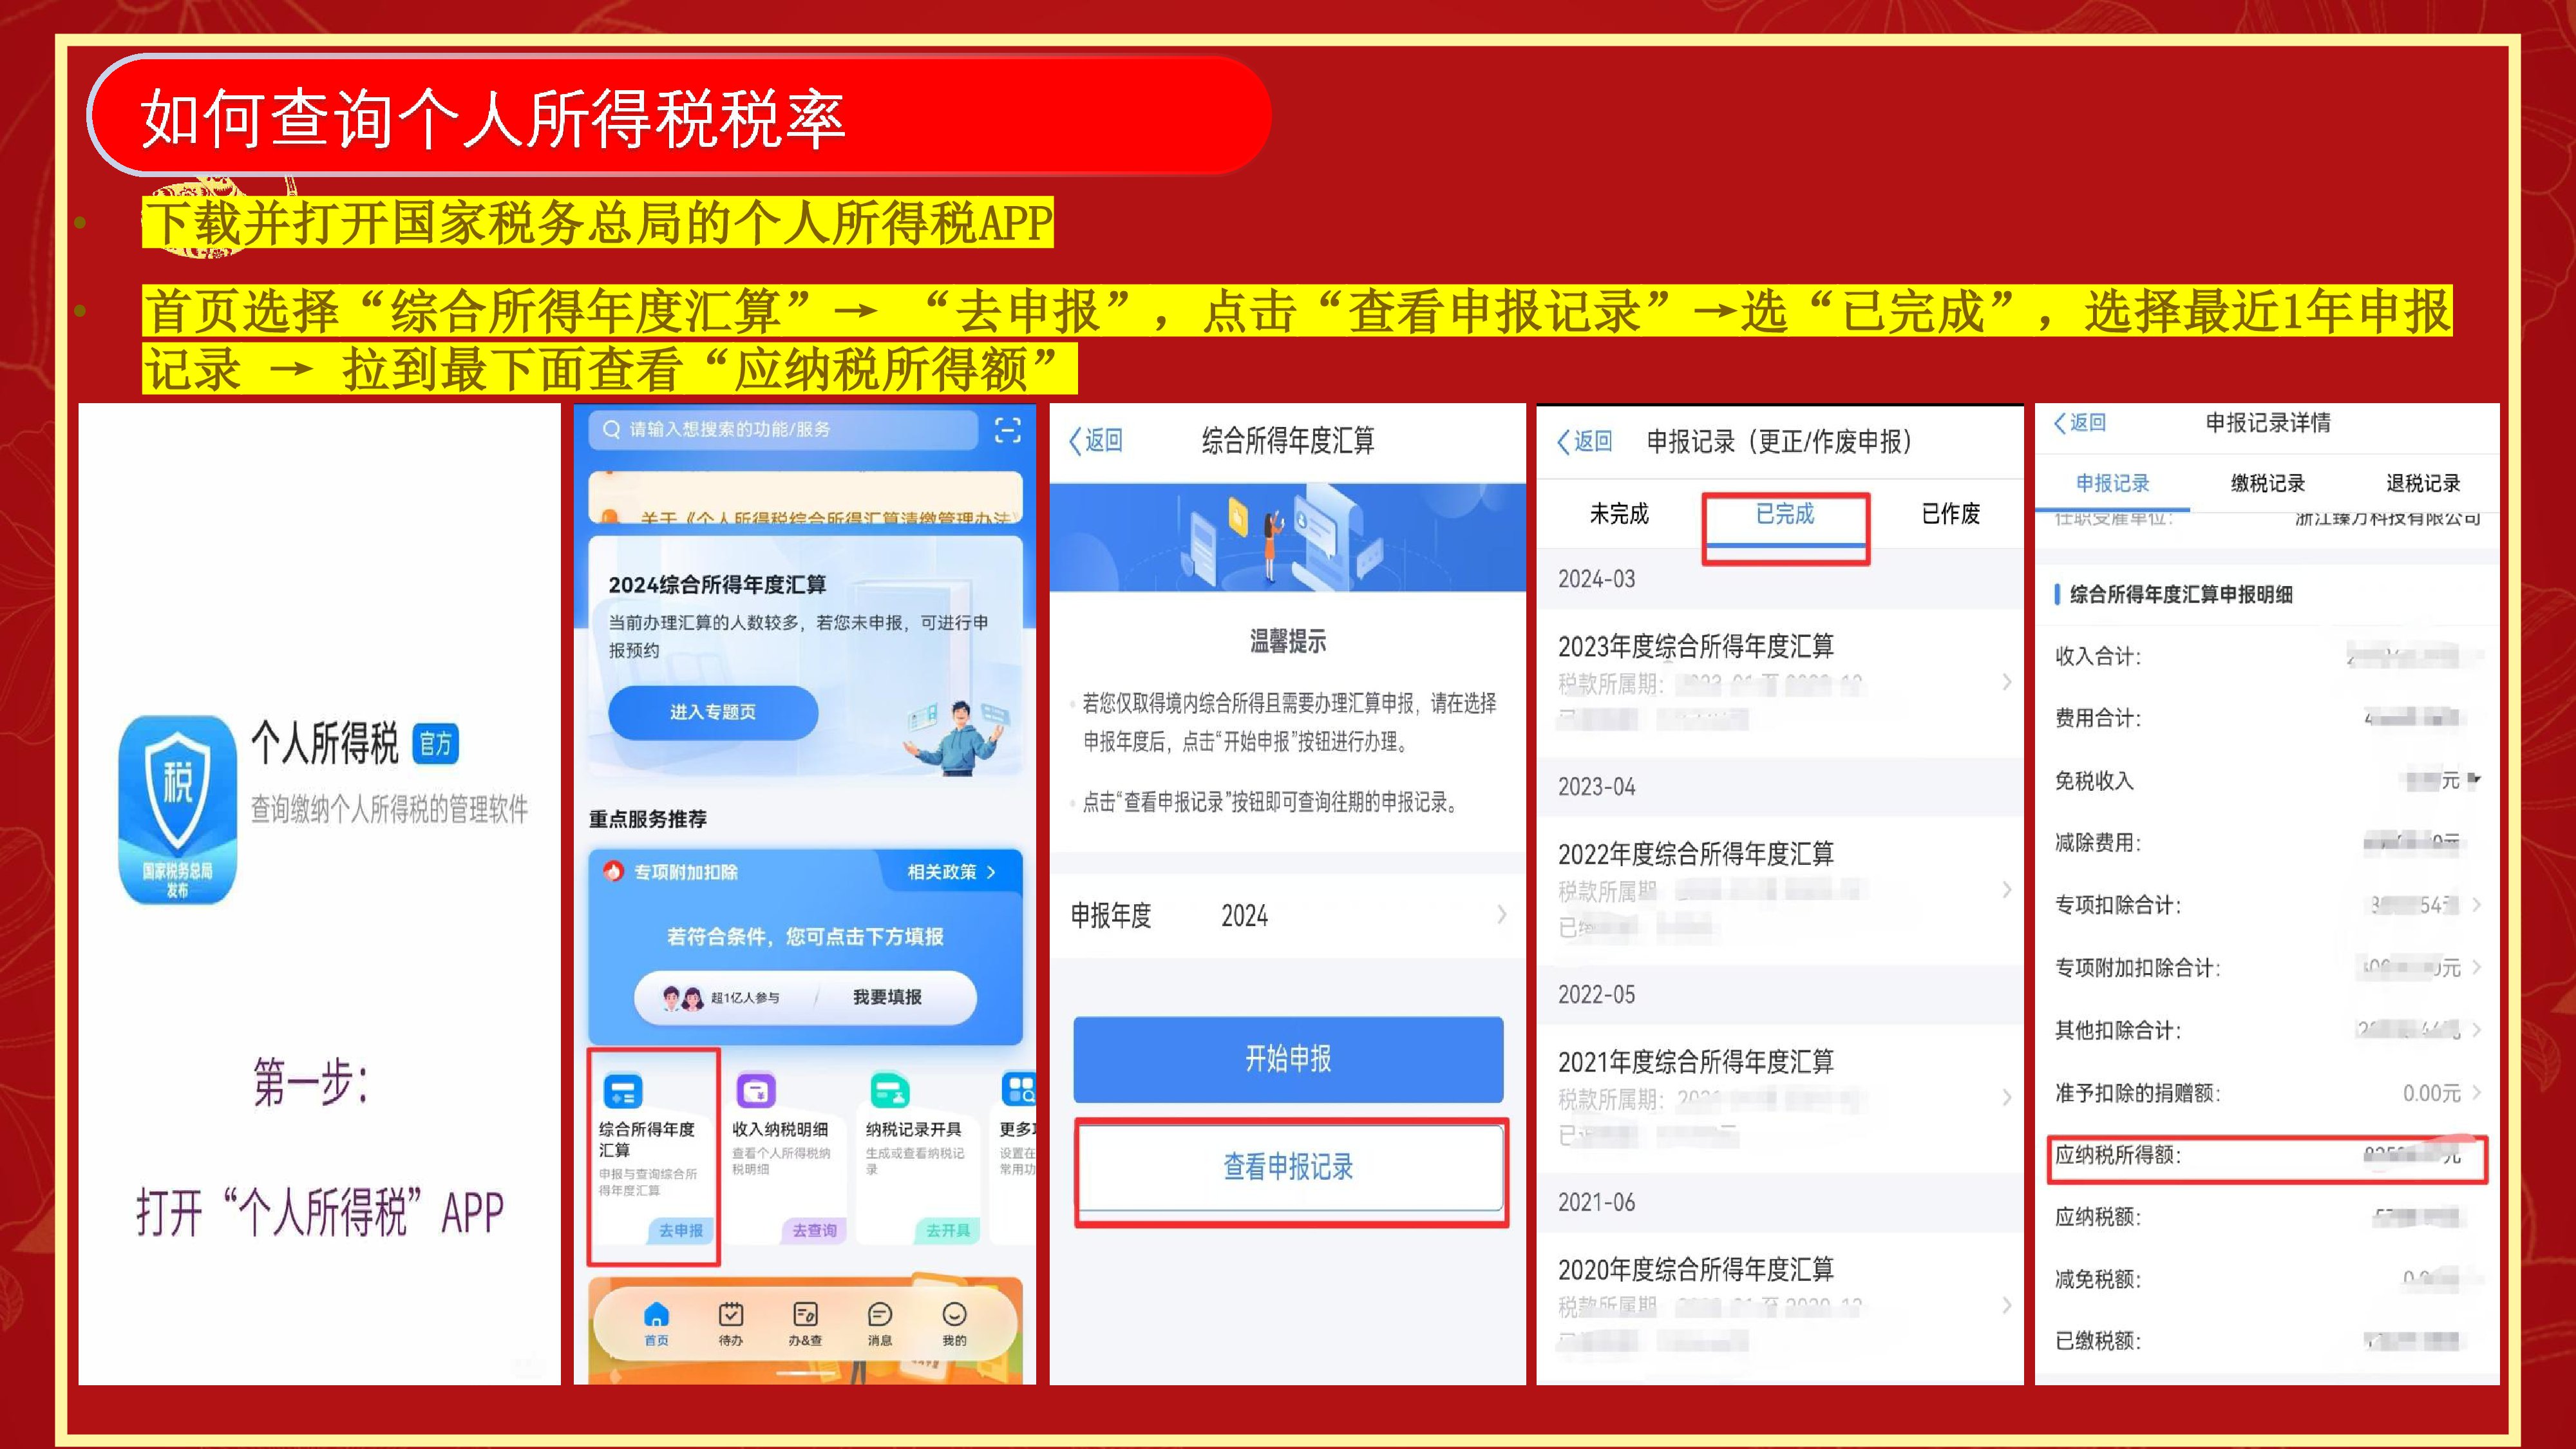 如何查询个人所得税税率
下载并打开国家税务总局的个人所得税APP
首页选择“综合所得年度汇算”→ “去申报”，点击“查看申报记录”→选“已完成”，选择最近1年申报
记录 → 拉到最下面查看“应纳税所得额”
税
国家税务总局
发布
个人所得税 官方
查询缴纳个人所得税的管理软件
第一步：
打开“个人所得税”APP
请输入想搜索的功能/服务
关于《个人所得税综合所得汇算清缴管理办法》
2024综合所得年度汇算
当前办理汇算的人数较多，若您未申报，可进行申
报预约
进入专题页
重点服务推荐
专项附加扣除 相关政策 >
若符合条件，您可点击下方填报
超1亿人参与 / 我要填报
综合所得年度
汇算
申报与查询综合所
得年度汇算
去申报
收入纳税明细
查看个人所得税纳
税明细
去查询
纳税记录开具
生成或查看纳税记
录
去开具
更多
设置在
常用功
首页 待办 办&查 消息 我的
返回 综合所得年度汇算
温馨提示
若您仅取得境内综合所得且需要办理汇算申报，请在选择
申报年度后，点击“开始申报”按钮进行办理。
点击“查看申报记录”按钮即可查询往期的申报记录。
申报年度 2024
开始申报
查看申报记录
返回 申报记录（更正/作废申报）
未完成 已完成 已作废
2024-03
2023年度综合所得年度汇算
税款所属期：
2023-04
2022年度综合所得年度汇算
税款所属期
2022-05
2021年度综合所得年度汇算
税款所属期：
2021-06
2020年度综合所得年度汇算
税款所属期
返回 申报记录详情
申报记录 缴税记录 退税记录
任职受雇单位： 浙江臻万科技有限公司
综合所得年度汇算申报明细
收入合计：
费用合计：
免税收入 元
减除费用：
专项扣除合计：
专项附加扣除合计： 元
其他扣除合计：
准予扣除的捐赠额： 0.00元
应纳税所得额： 元
应纳税额：
减免税额：
已缴税额：